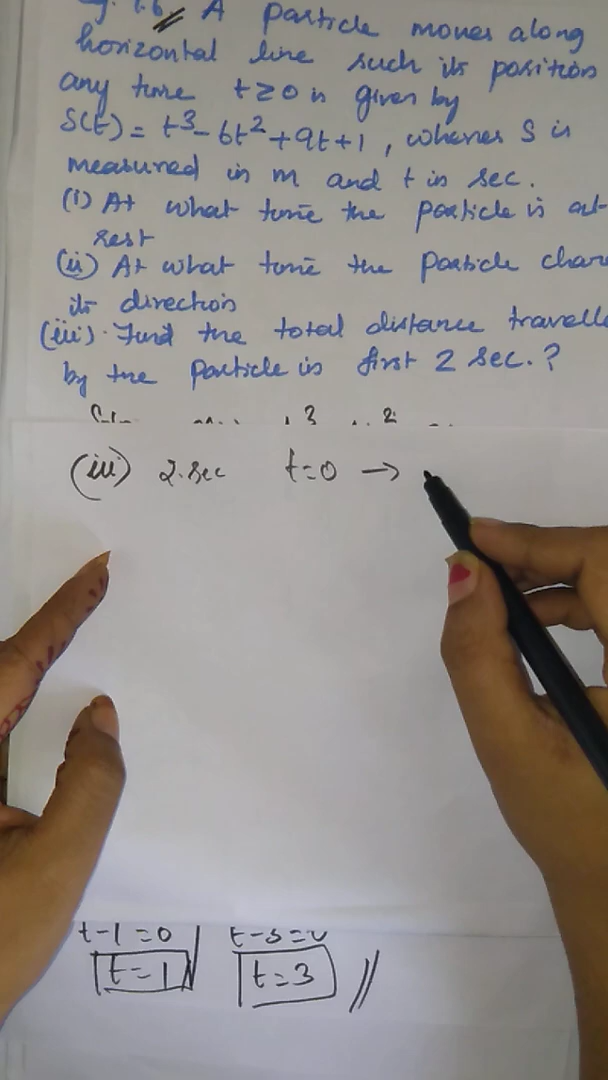 A particle moves along
horizontal line such its position
any time t≥0 is given by
S(t) = t³ - 6t² + 9t + 1, wheres S is
measured in m and t in sec.
(i) At what time the particle is at
rest
(ii) At what time the particle
its direction
(iii). Find the total distance
by the particle in first 2 sec.?
(iii) 2.sec t=0 →
t-1=0 t-3=0
t=1 t=3